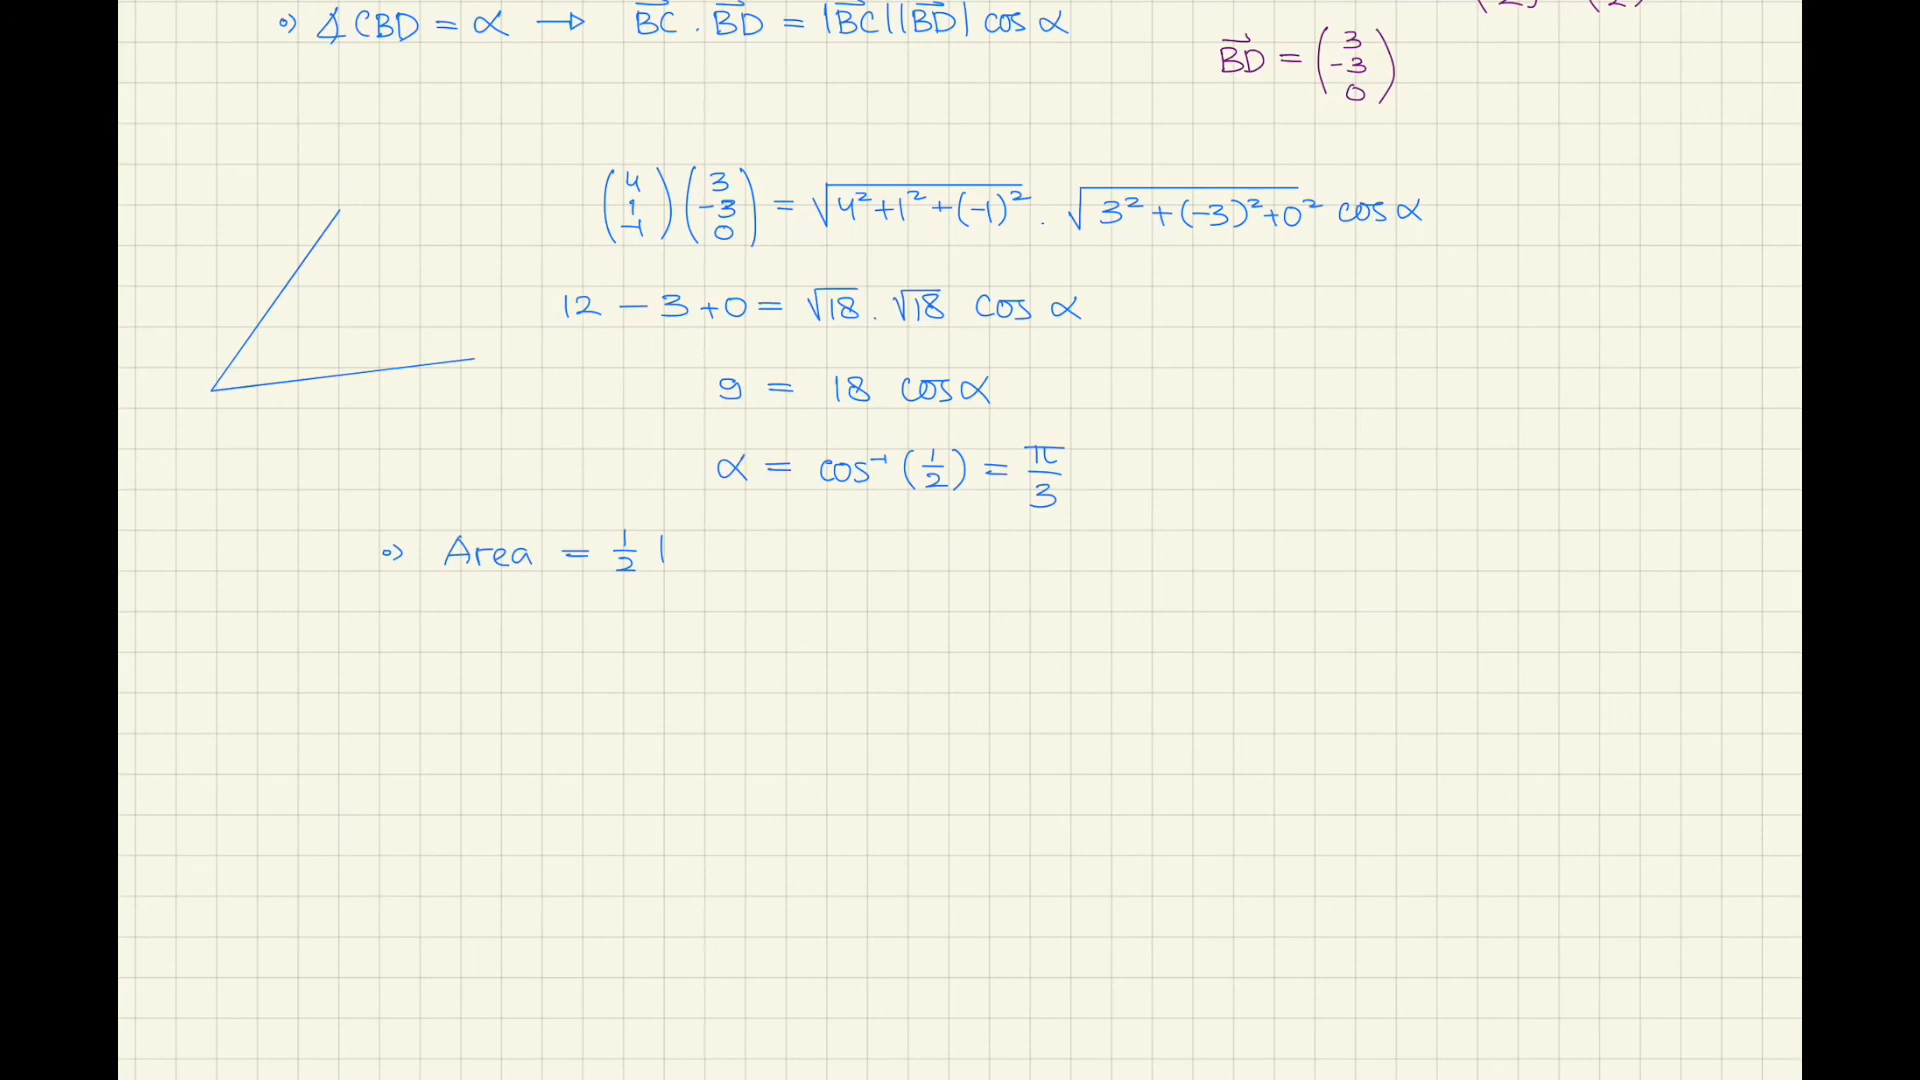 ∘) ∡CBD = α → BC⃗ . BD⃗ = |BC⃗||BD⃗| cos α
BD⃗ = (3 -3 0)
(4 1 -1) (3 -3 0) = √4²+1²+(-1)² . √3²+(-3)²+0² cos α
12 - 3 + 0 = √18 . √18 cos α
9 = 18 cos α
α = cos⁻¹ (1/2) = π/3
∘) Area = 1/2 |